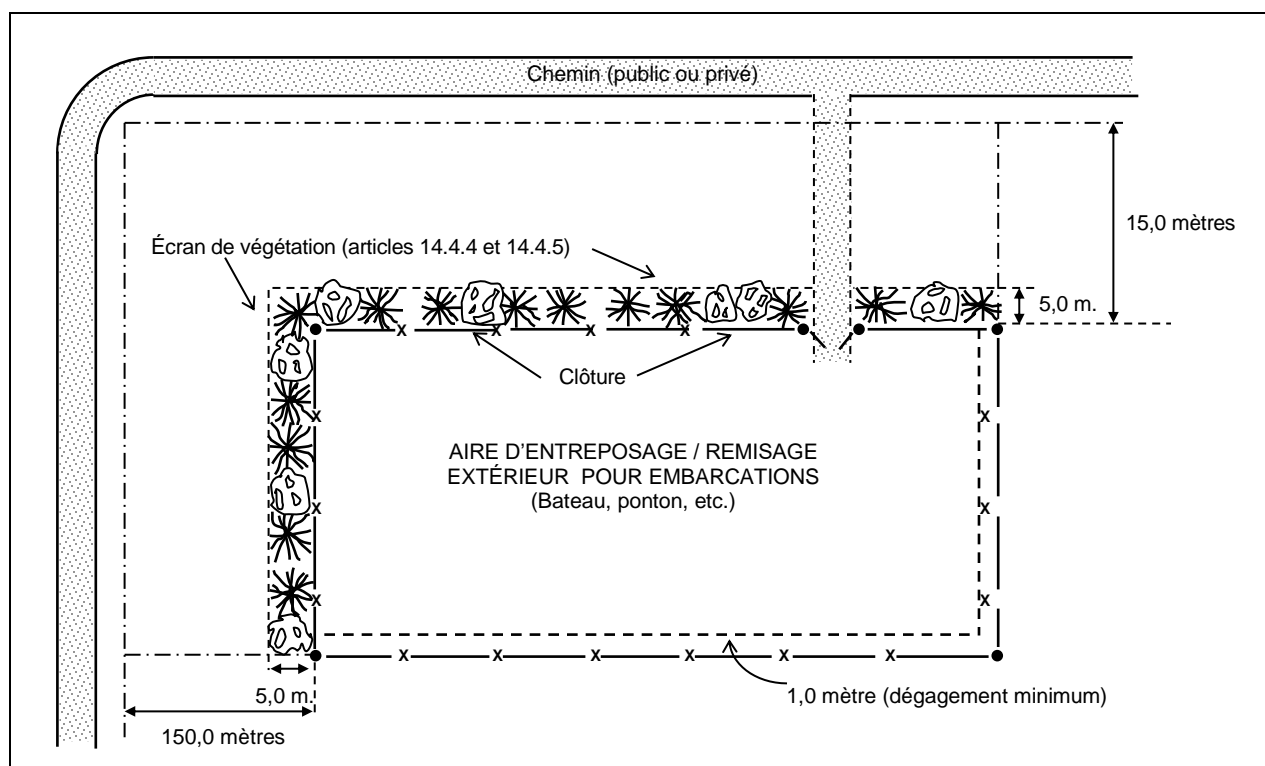 Chemin (public ou privé)
15,0 mètres
Écran de végétation (articles 14.4.4 et 14.4.5)
5,0 m.
Clôture
AIRE D'ENTREPOSAGE / REMISAGE
EXTÉRIEUR POUR EMBARCATIONS
(Bateau, ponton, etc.)
5,0 m.
1,0 mètre (dégagement minimum)
150,0 mètres